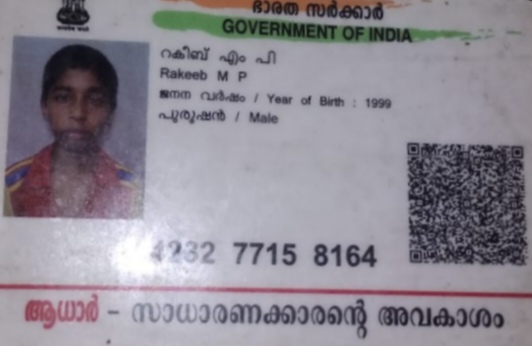 ഭാരത സർക്കാർ
GOVERNMENT OF INDIA
റകീബ് എം പി
Rakeeb M P
ജനന വർഷം / Year of Birth : 1999
പുരുഷൻ / Male
7715 8164
ആധാർ - സാധാരണക്കാരന്റെ അവകാശം